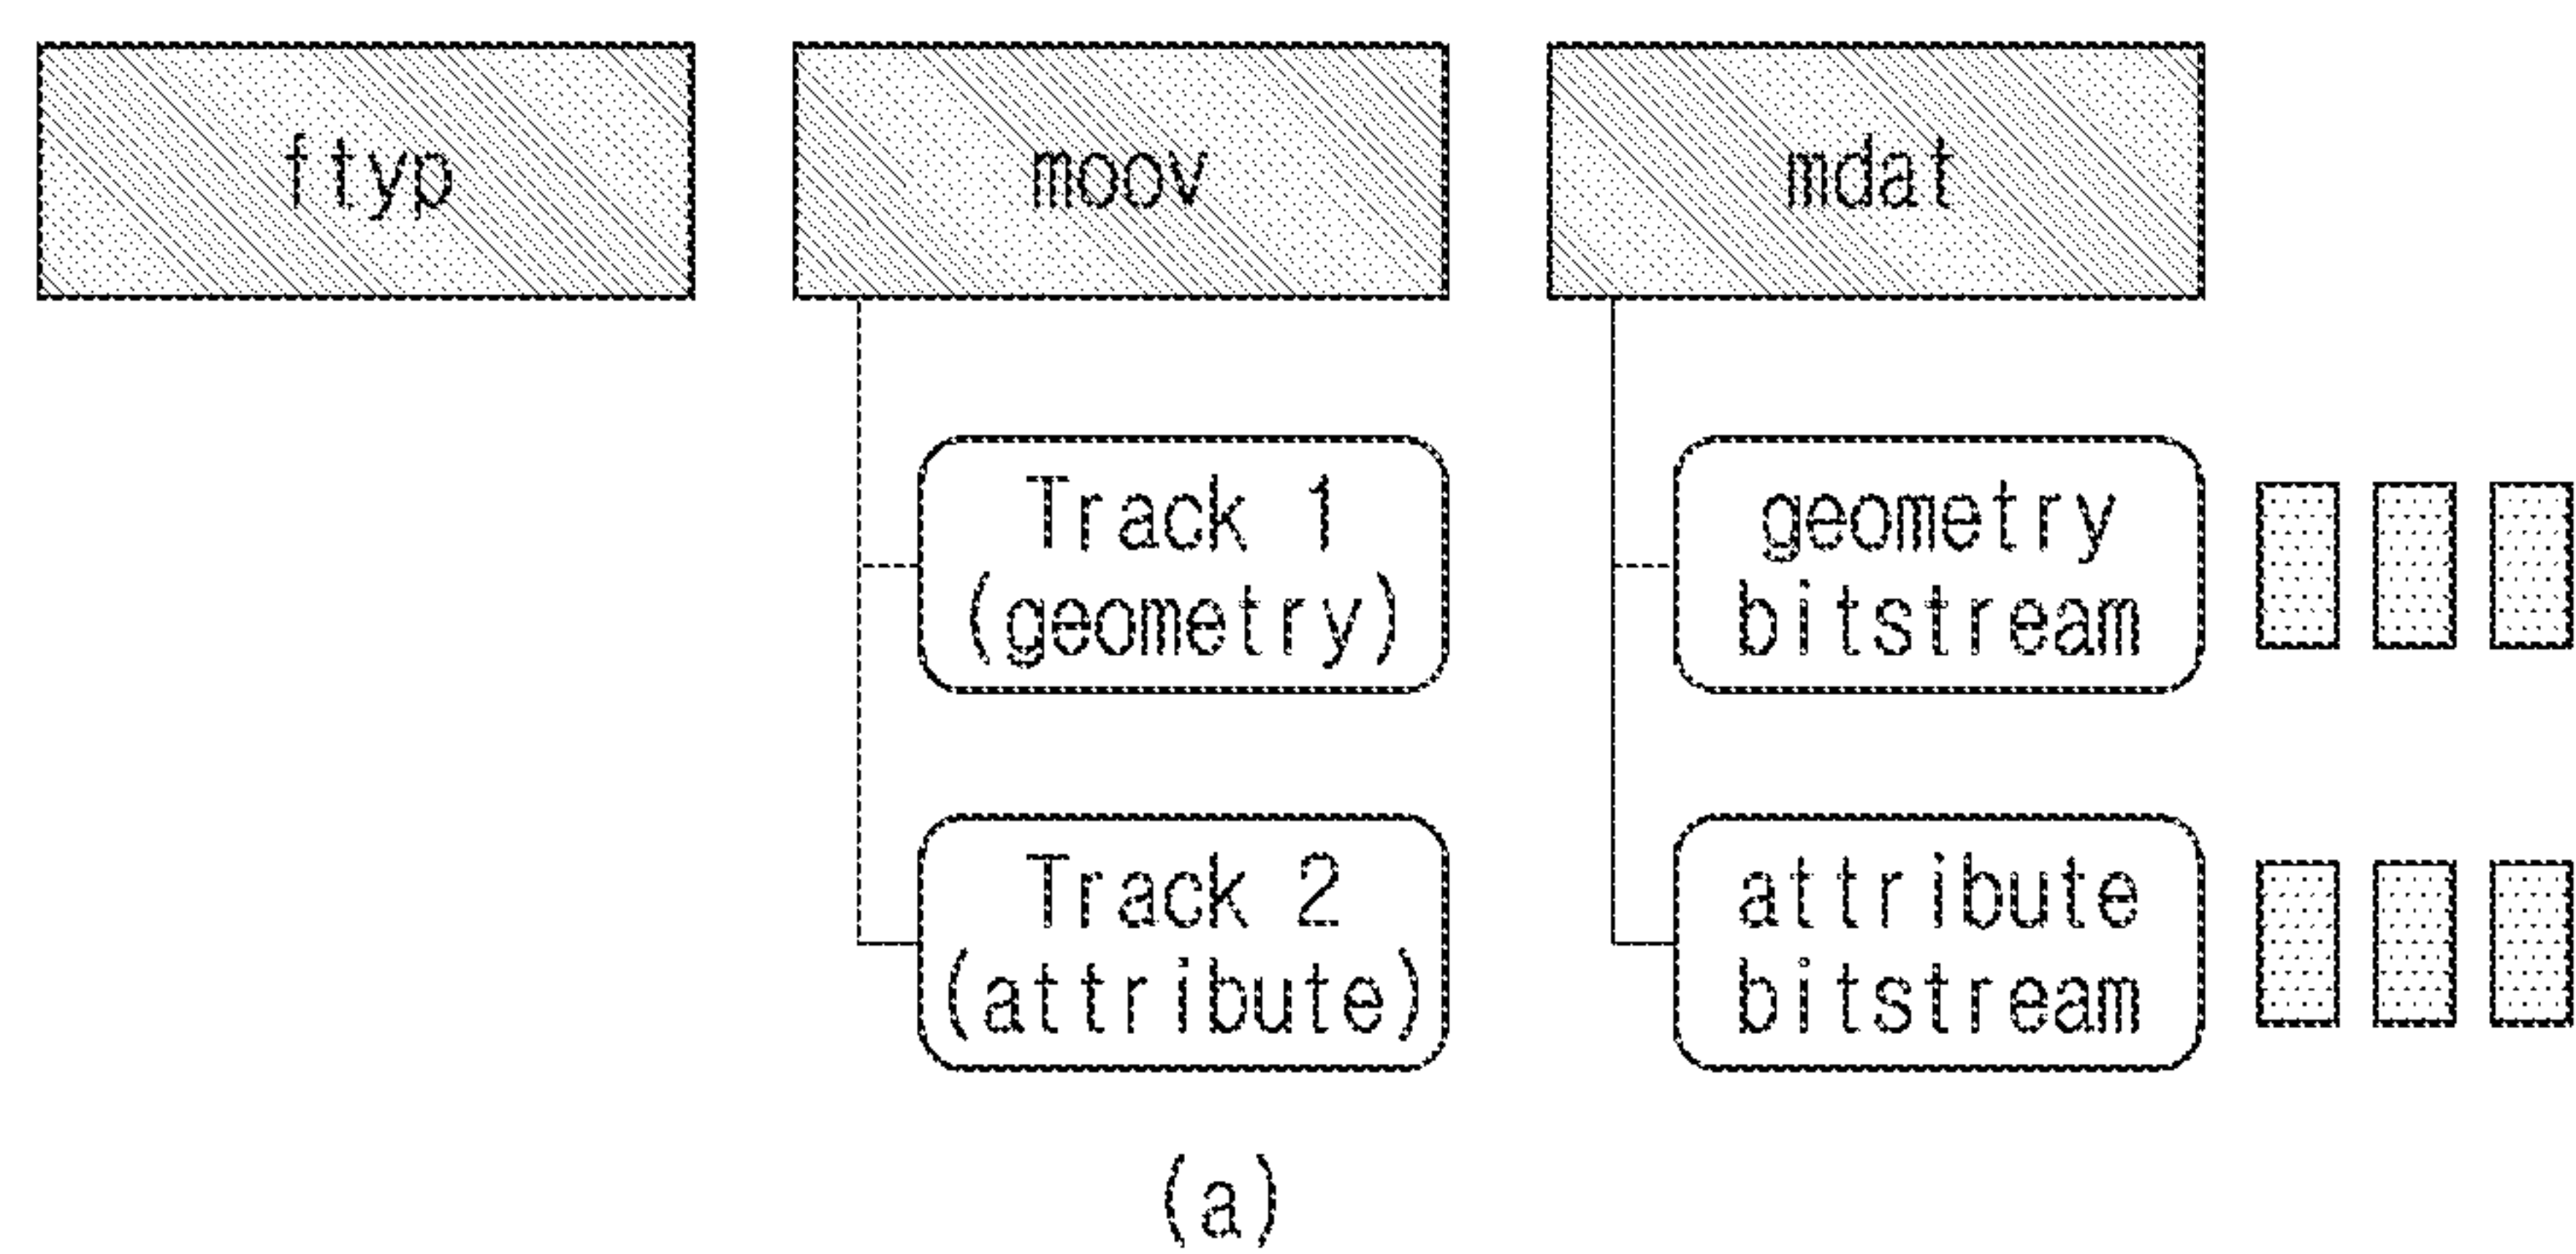 ftyp
moov
mdat
Track 1
(geometry)
geometry
bitstream
Track 2
(attribute)
attribute
bitstream
(a)